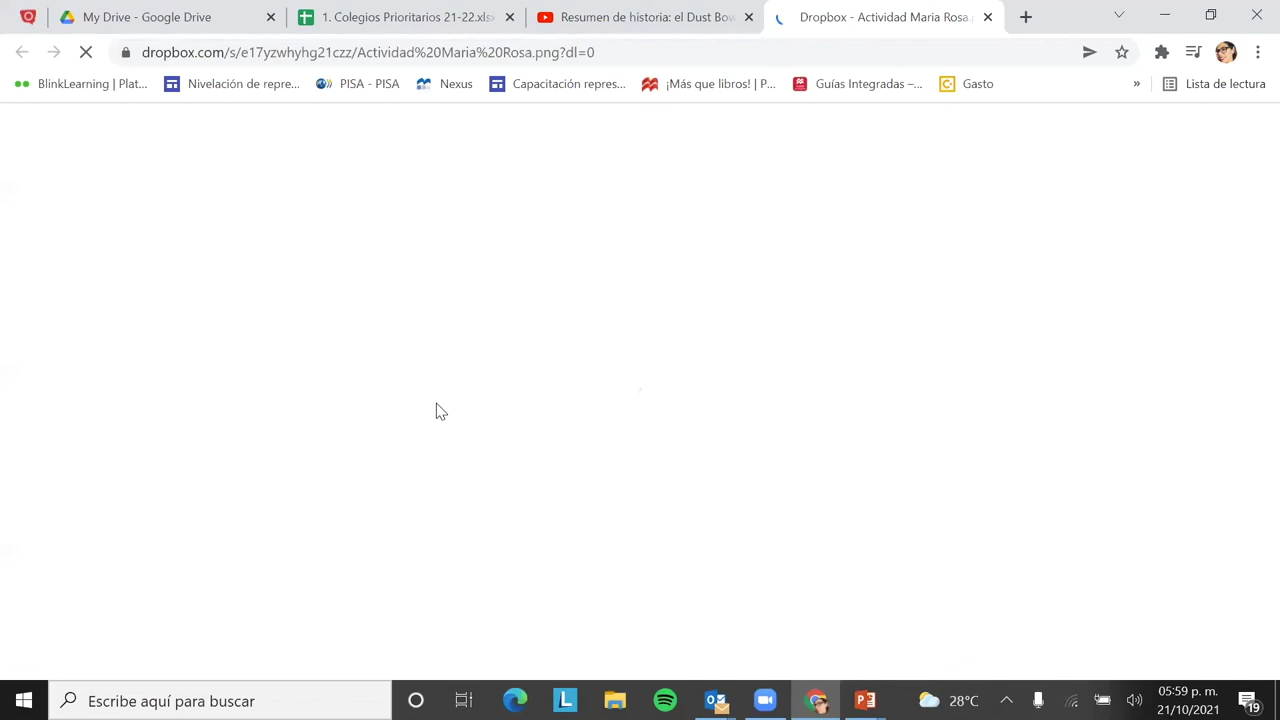 My Drive - Google Drive
1. Colegios Prioritarios 21-22.xlsx
Resumen de historia: el Dust Bow
Dropbox - Actividad Maria Rosa.p
dropbox.com/s/e17yzwhyhg21czz/Actividad%20Maria%20Rosa.png?dl=0
BlinkLearning | Plat...
Nivelación de repre...
PISA - PISA
Nexus
Capacitación repres...
¡Más que libros! | P...
Guías Integradas –...
Gasto
»
Lista de lectura
Escribe aquí para buscar
28°C
05:59 p. m.
21/10/2021
19